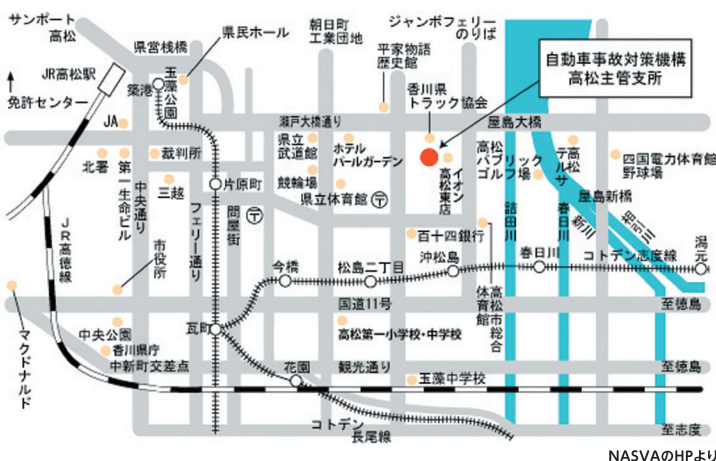 サンポート
高松
県営桟橋
県民ホール
朝日町
工業団地
ジャンボフェリー
のりば
平家物語
歴史館
自動車事故対策機構
高松主管支所
JR高松駅
玉藻公園
築港
↑
免許センター
香川県
トラック協会
JA
瀬戸大橋通り
屋島大橋
北署
第一生命ビル
裁判所
県立
武道館
ホテル
パールガーデン
イオン
高松東店
高松
パブリック
ゴルフ場
テルサ
高松
四国電力体育館
野球場
三越
中央通り
片原町
競輪場
県立体育館
〒
屋島新橋
フェリー通り
問屋街
〒
詰田川
春日川
新川
相引川
JR高徳線
市役所
百十四銀行
潟元
今橋
松島二丁目
沖松島
春日川
コトデン志度線
国道11号
高松市総合
体育館
至徳島
マクドナルド
中央公園
瓦町
高松第一小学校・中学校
香川県庁
中新町交差点
花園
観光通り
至徳島
玉藻中学校
コトデン
長尾線
至志度
NASVAのHPより